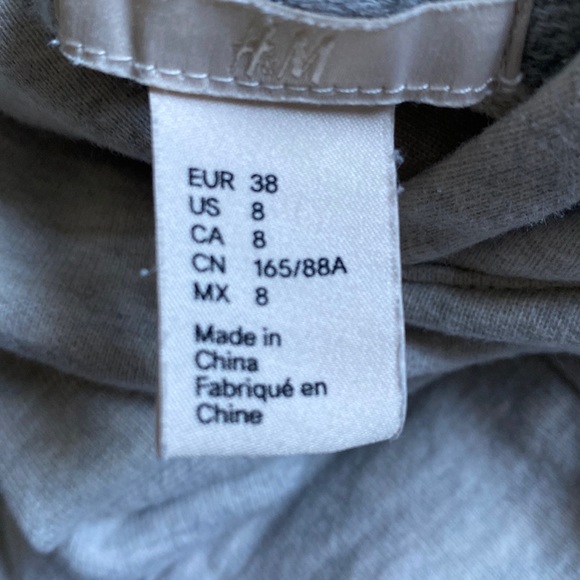 H&M
EUR 38
US 8
CA 8
CN 165/88A
MX 8
Made in
China
Fabriqué en
Chine